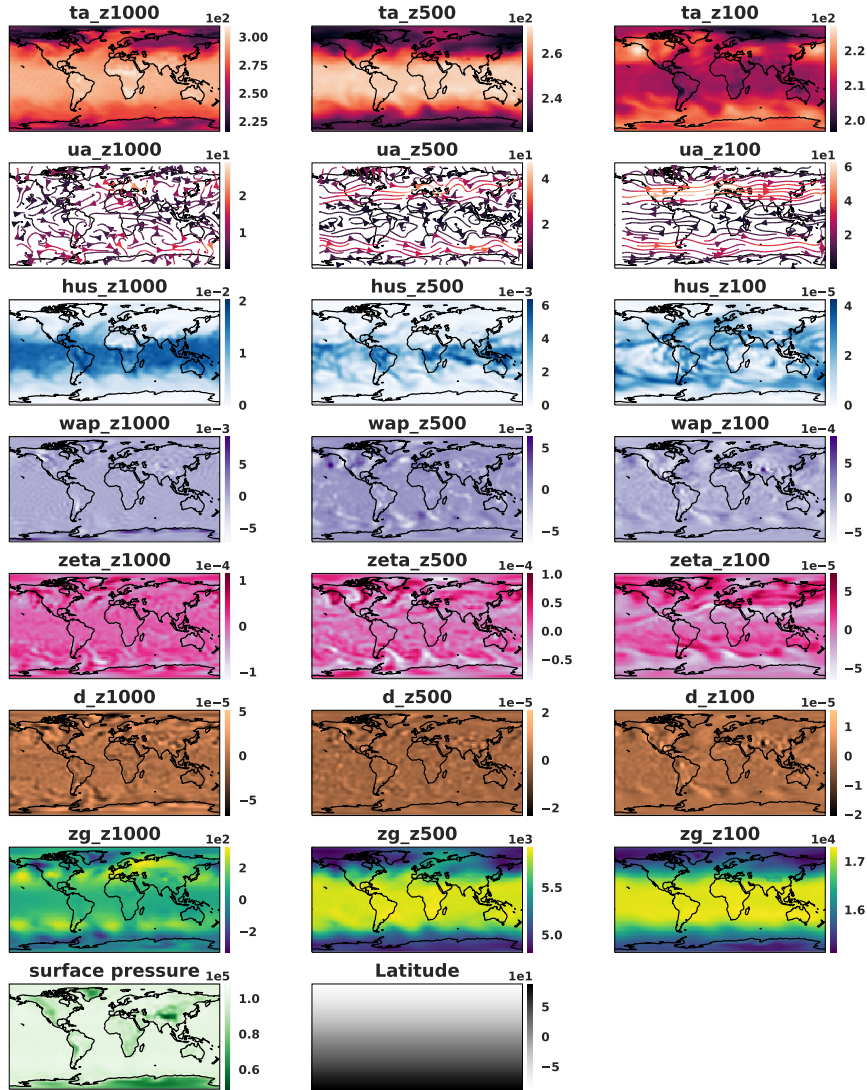 ta_z1000 ta_z500 ta_z100
1e2 1e2 1e2
3.00 2.75 2.50 2.25
2.6 2.4
2.2 2.1 2.0
ua_z1000 ua_z500 ua_z100
1e1 1e1 1e1
2 1
4 2
6 4 2
hus_z1000 hus_z500 hus_z100
1e−2 1e−3 1e−5
2 1 0
6 4 2 0
4 2 0
wap_z1000 wap_z500 wap_z100
1e−3 1e−3 1e−4
5 0 −5
5 0 −5
5 0 −5
zeta_z1000 zeta_z500 zeta_z100
1e−4 1e−4 1e−5
1 0 −1
1.0 0.5 0.0 −0.5
5 0 −5
d_z1000 d_z500 d_z100
1e−5 1e−5 1e−5
5 0 −5
2 0 −2
1 0 −1 −2
zg_z1000 zg_z500 zg_z100
1e2 1e3 1e4
2 0 −2
5.5 5.0
1.7 1.6
surface pressure Latitude
1e5 1e1
1.0 0.8 0.6
5 0 −5